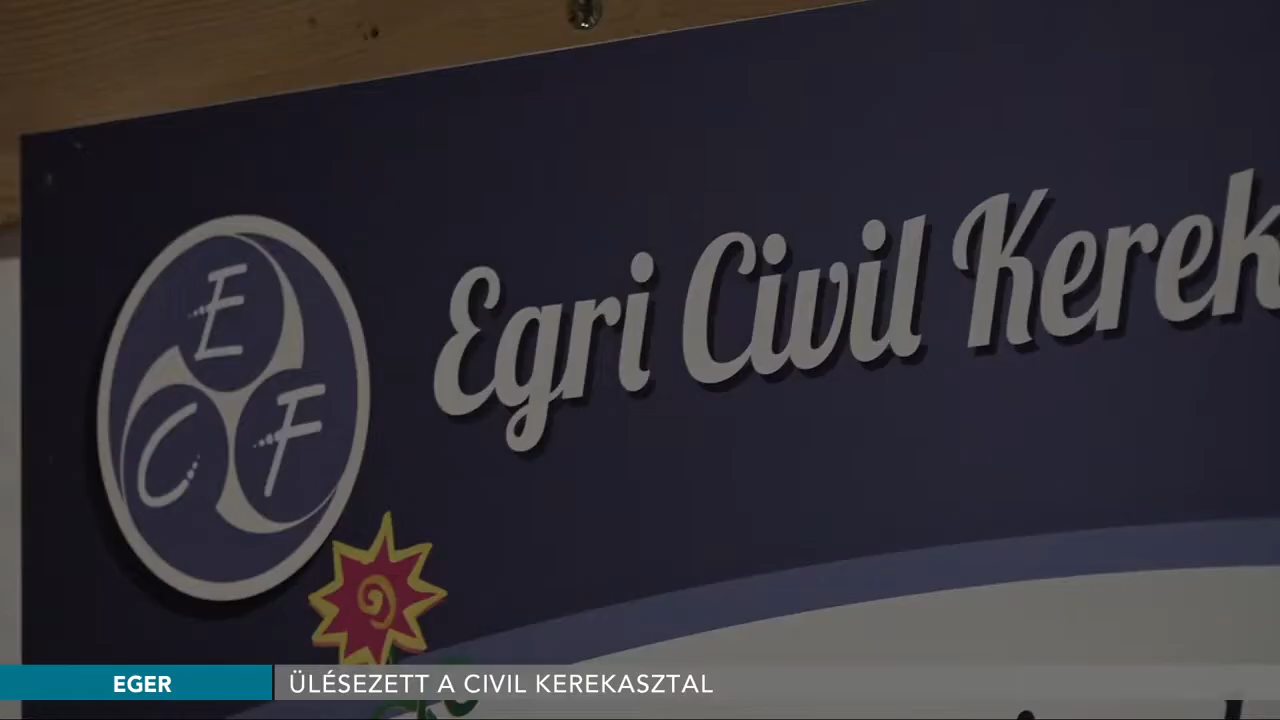 E
C F
Egri Civil Kerek
EGER
ÜLÉSEZETT A CIVIL KEREKASZTAL